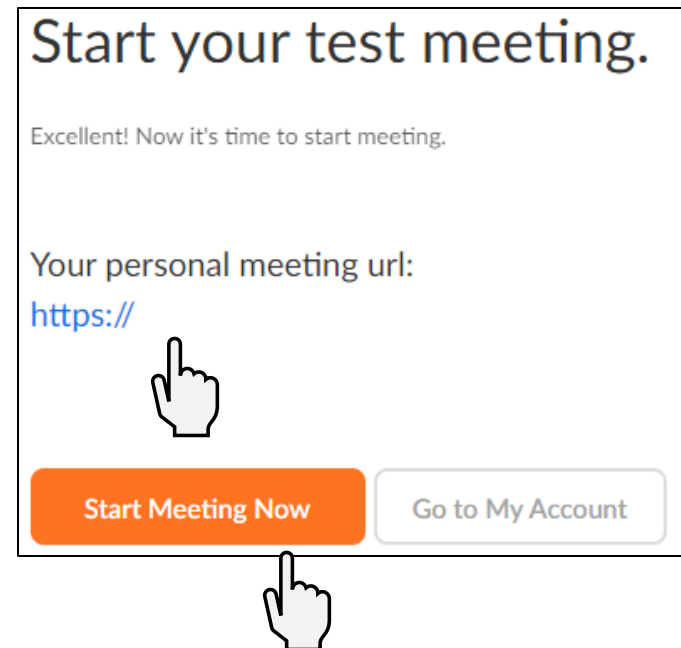 Start your test meeting.
Excellent! Now it's time to start meeting.
Your personal meeting url:
https://
Start Meeting Now
Go to My Account